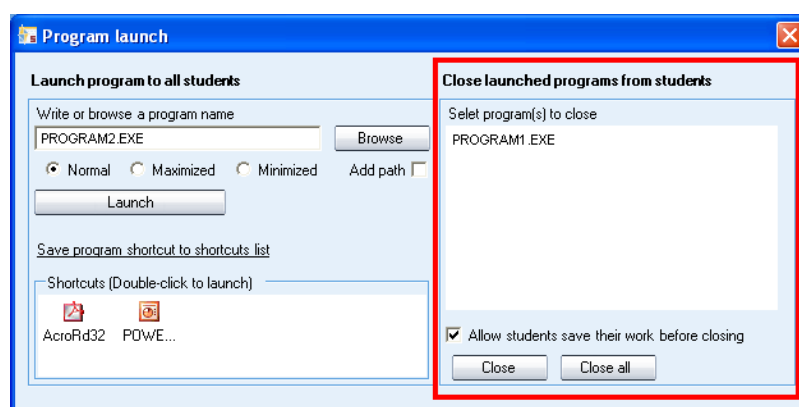 Program launch
Launch program to all students
Write or browse a program name
PROGRAM2.EXE
Browse
Normal Maximized Minimized Add path
Launch
Save program shortcut to shortcuts list
Shortcuts (Double-click to launch)
AcroRd32 POWE...
Close launched programs from students
Selet program(s) to close
PROGRAM1.EXE
Allow students save their work before closing
Close Close all